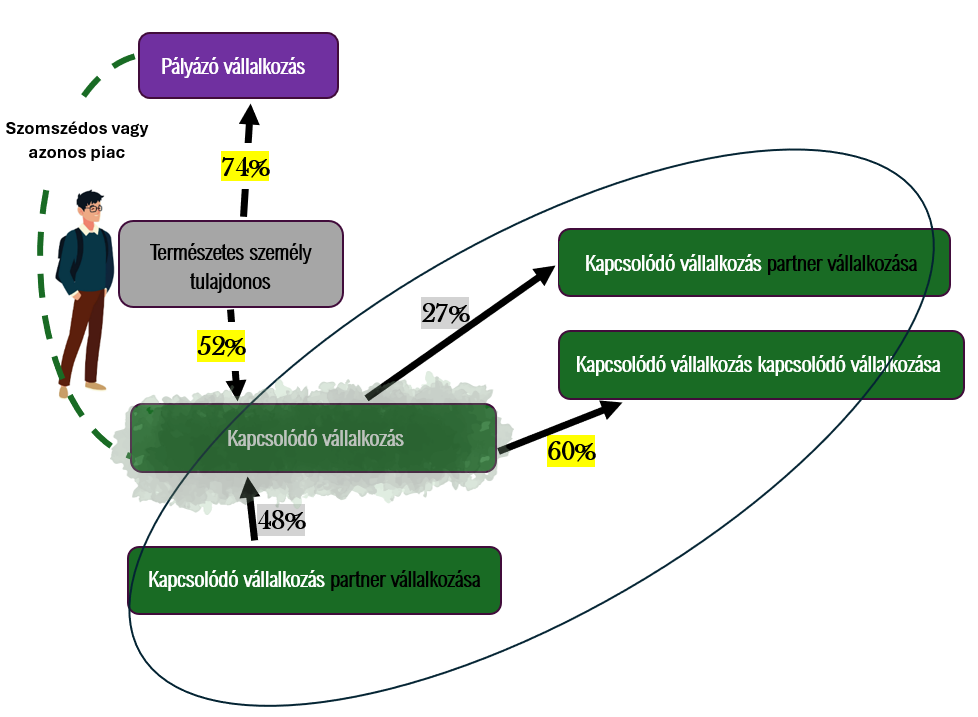 Pályázó vállalkozás
Szomszédos vagy
azonos piac
74%
Természetes személy
tulajdonos
52%
27%
Kapcsolódó vállalkozás partner vállalkozása
Kapcsolódó vállalkozás kapcsolódó vállalkozása
Kapcsolódó vállalkozás
60%
48%
Kapcsolódó vállalkozás partner vállalkozása